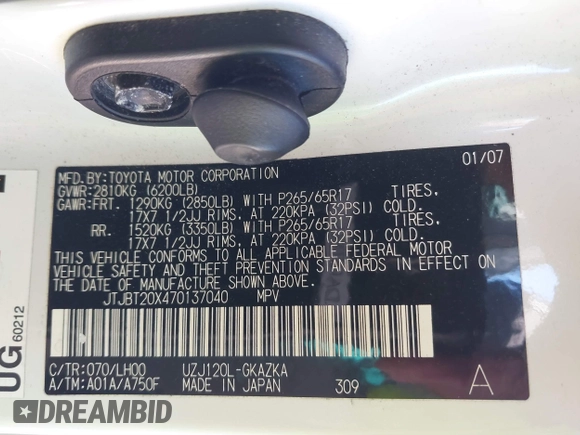 MFD.BY:TOYOTA MOTOR CORPORATION 01/07
GVWR:2810KG (6200LB)
GAWR:FRT. 1290KG (2850LB) WITH P265/65R17 TIRES,
17X7 1/2JJ RIMS, AT 220KPA (32PSI) COLD.
RR. 1520KG (3350LB) WITH P265/65R17 TIRES,
17X7 1/2JJ RIMS, AT 220KPA (32PSI) COLD.
THIS VEHICLE CONFORMS TO ALL APPLICABLE FEDERAL MOTOR
VEHICLE SAFETY AND THEFT PREVENTION STANDARDS IN EFFECT ON
THE DATE OF MANUFACTURE SHOWN ABOVE.
JTJBT20X470137040 MPV
C/TR:070/LH00 UZJ120L-GKAZKA
A/TM:A01A/A750F MADE IN JAPAN 309 A
UG
60212
DREAMBID